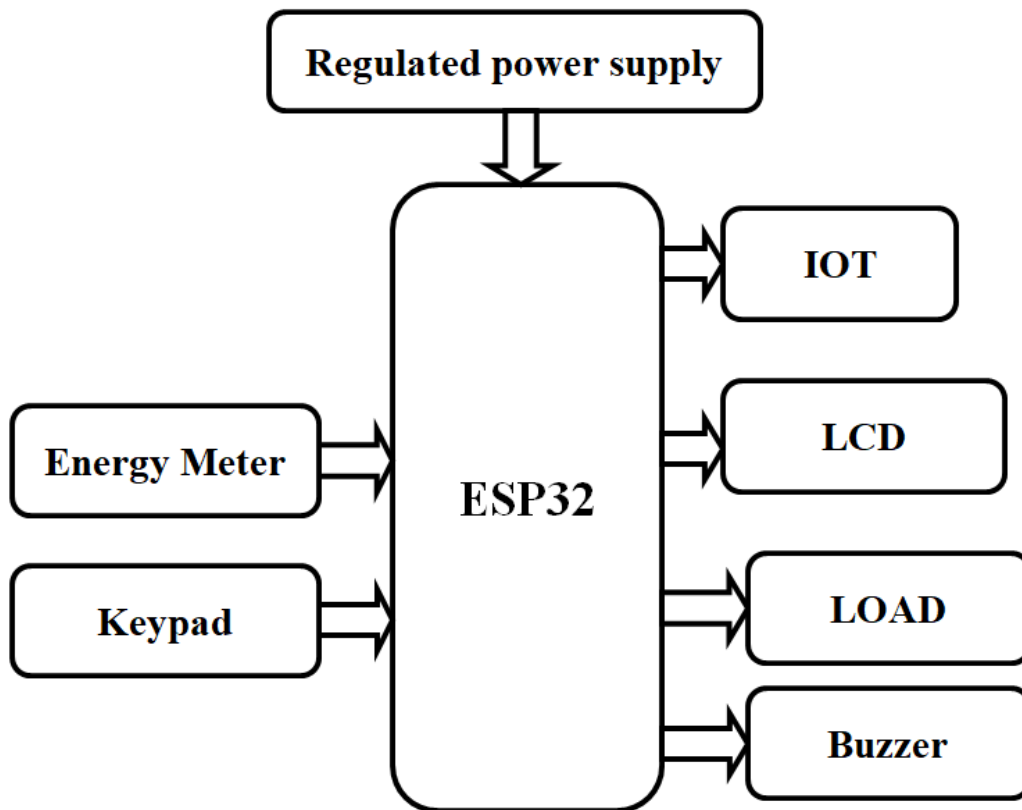 Regulated power supply
IOT
LCD
Energy Meter
ESP32
Keypad
LOAD
Buzzer